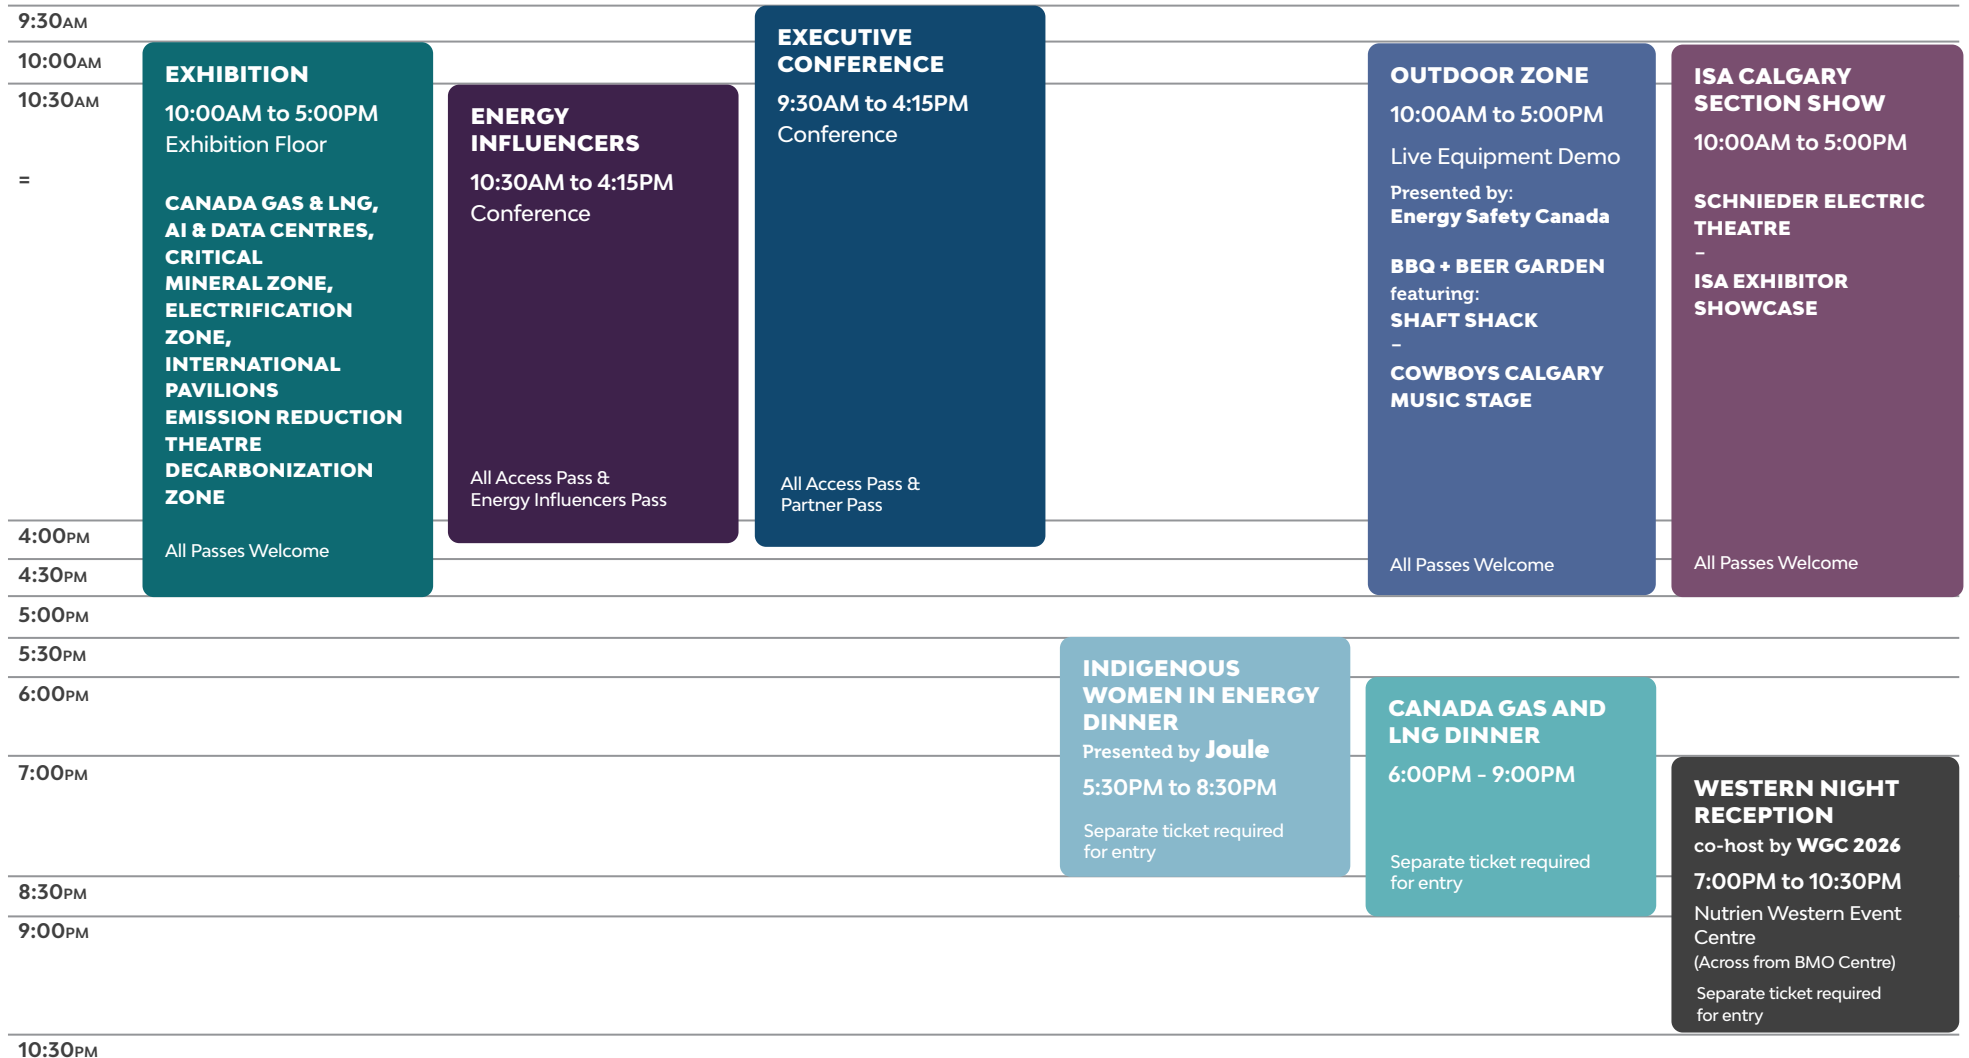 9:30AM
10:00AM
10:30AM
=
4:00PM
4:30PM
5:00PM
5:30PM
6:00PM
7:00PM
8:30PM
9:00PM
10:30PM
EXHIBITION
10:00AM to 5:00PM
Exhibition Floor
CANADA GAS & LNG,
AI & DATA CENTRES,
CRITICAL
MINERAL ZONE,
ELECTRIFICATION
ZONE,
INTERNATIONAL
PAVILIONS
EMISSION REDUCTION
THEATRE
DECARBONIZATION
ZONE
All Passes Welcome
ENERGY
INFLUENCERS
10:30AM to 4:15PM
Conference
All Access Pass &
Energy Influencers Pass
EXECUTIVE
CONFERENCE
9:30AM to 4:15PM
Conference
All Access Pass &
Partner Pass
OUTDOOR ZONE
10:00AM to 5:00PM
Live Equipment Demo
Presented by:
Energy Safety Canada
BBQ + BEER GARDEN
featuring:
SHAFT SHACK
–
COWBOYS CALGARY
MUSIC STAGE
All Passes Welcome
ISA CALGARY
SECTION SHOW
10:00AM to 5:00PM
SCHNIEDER ELECTRIC
THEATRE
–
ISA EXHIBITOR
SHOWCASE
All Passes Welcome
INDIGENOUS
WOMEN IN ENERGY
DINNER
Presented by Joule
5:30PM to 8:30PM
Separate ticket required
for entry
CANADA GAS AND
LNG DINNER
6:00PM - 9:00PM
Separate ticket required
for entry
WESTERN NIGHT
RECEPTION
co-host by WGC 2026
7:00PM to 10:30PM
Nutrien Western Event
Centre
(Across from BMO Centre)
Separate ticket required
for entry